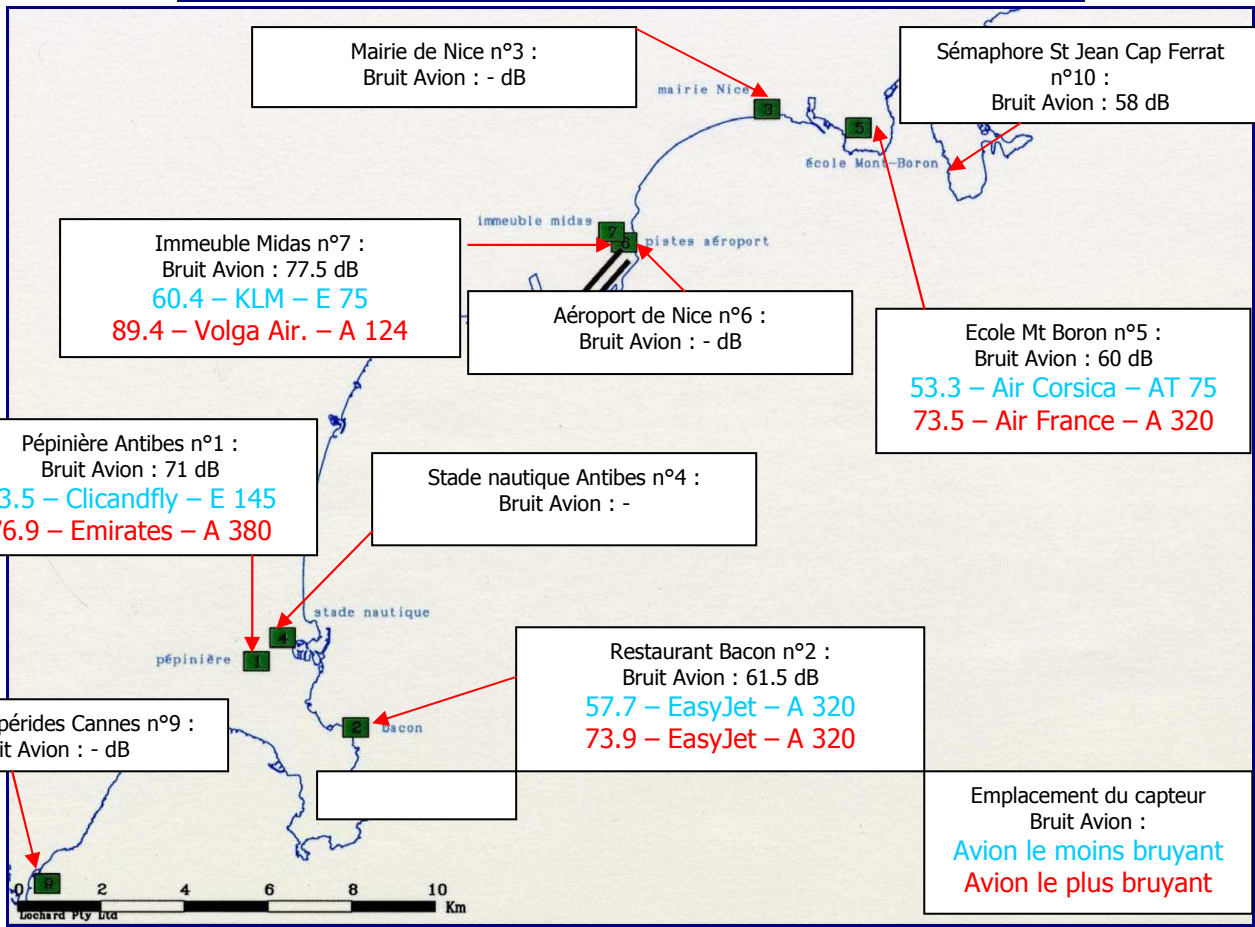 Mairie de Nice n°3 :
Bruit Avion : - dB
Sémaphore St Jean Cap Ferrat
n°10 :
Bruit Avion : 58 dB
mairie Nice
3
5
école Mont-Boron
immeuble midas
7
6
pistes aéroport
Immeuble Midas n°7 :
Bruit Avion : 77.5 dB
60.4 – KLM – E 75
89.4 – Volga Air. – A 124
Aéroport de Nice n°6 :
Bruit Avion : - dB
Ecole Mt Boron n°5 :
Bruit Avion : 60 dB
53.3 – Air Corsica – AT 75
73.5 – Air France – A 320
Pépinière Antibes n°1 :
Bruit Avion : 71 dB
3.5 – Clicandfly – E 145
76.9 – Emirates – A 380
Stade nautique Antibes n°4 :
Bruit Avion : -
stade nautique
4
pépinière
1
Restaurant Bacon n°2 :
Bruit Avion : 61.5 dB
57.7 – EasyJet – A 320
73.9 – EasyJet – A 320
2
bacon
pérides Cannes n°9 :
it Avion : - dB
Emplacement du capteur
Bruit Avion :
Avion le moins bruyant
Avion le plus bruyant
9
0 2 4 6 8 10
Km
Lochard Pty Ltd